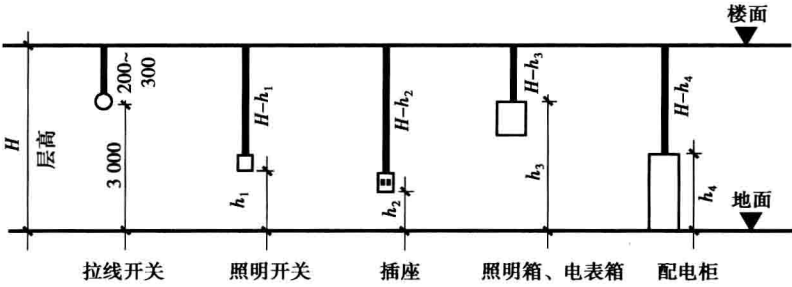 楼面
200~
300
H
层高
3 000
H-h₁
h₁
H-h₂
h₂
H-h₃
h₃
H-h₄
h₄
地面
拉线开关
照明开关
插座
照明箱、电表箱
配电柜